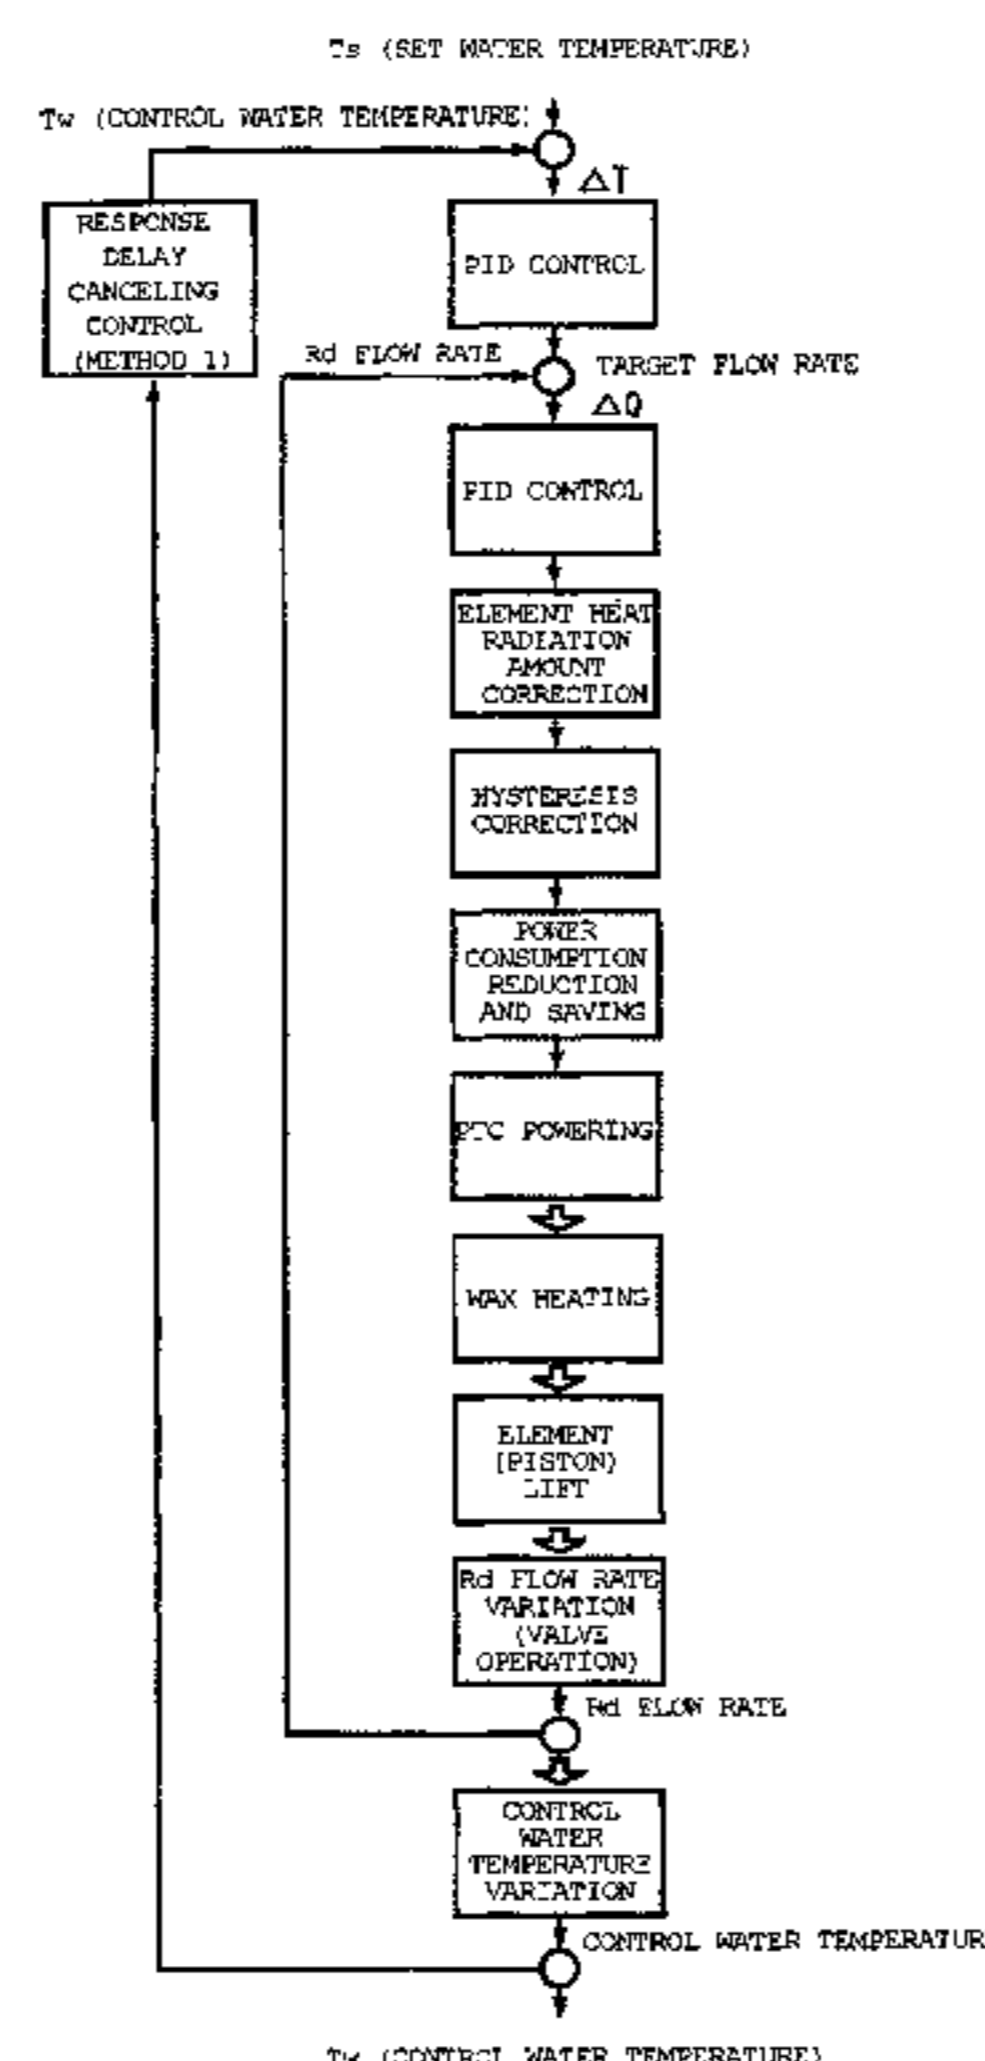 Ts (SET WATER TEMPERATURE)
Tw (CONTROL WATER TEMPERATURE)
ΔT
RESPONSE
DELAY
CANCELING
CONTROL
(METHOD 1)
PID CONTROL
Rd FLOW RATE
TARGET FLOW RATE
ΔQ
PID CONTROL
ELEMENT HEAT
RADIATION
AMOUNT
CORRECTION
HYSTERESIS
CORRECTION
POWER
CONSUMPTION
REDUCTION
AND SAVING
PTC POWERING
WAX HEATING
ELEMENT
(PISTON)
LIFT
Rd FLOW RATE
VARIATION
(VALVE
OPERATION)
Rd FLOW RATE
CONTROL
WATER
TEMPERATURE
VARIATION
CONTROL WATER TEMPERATUR
Tw (CONTROL WATER TEMPERATURE)